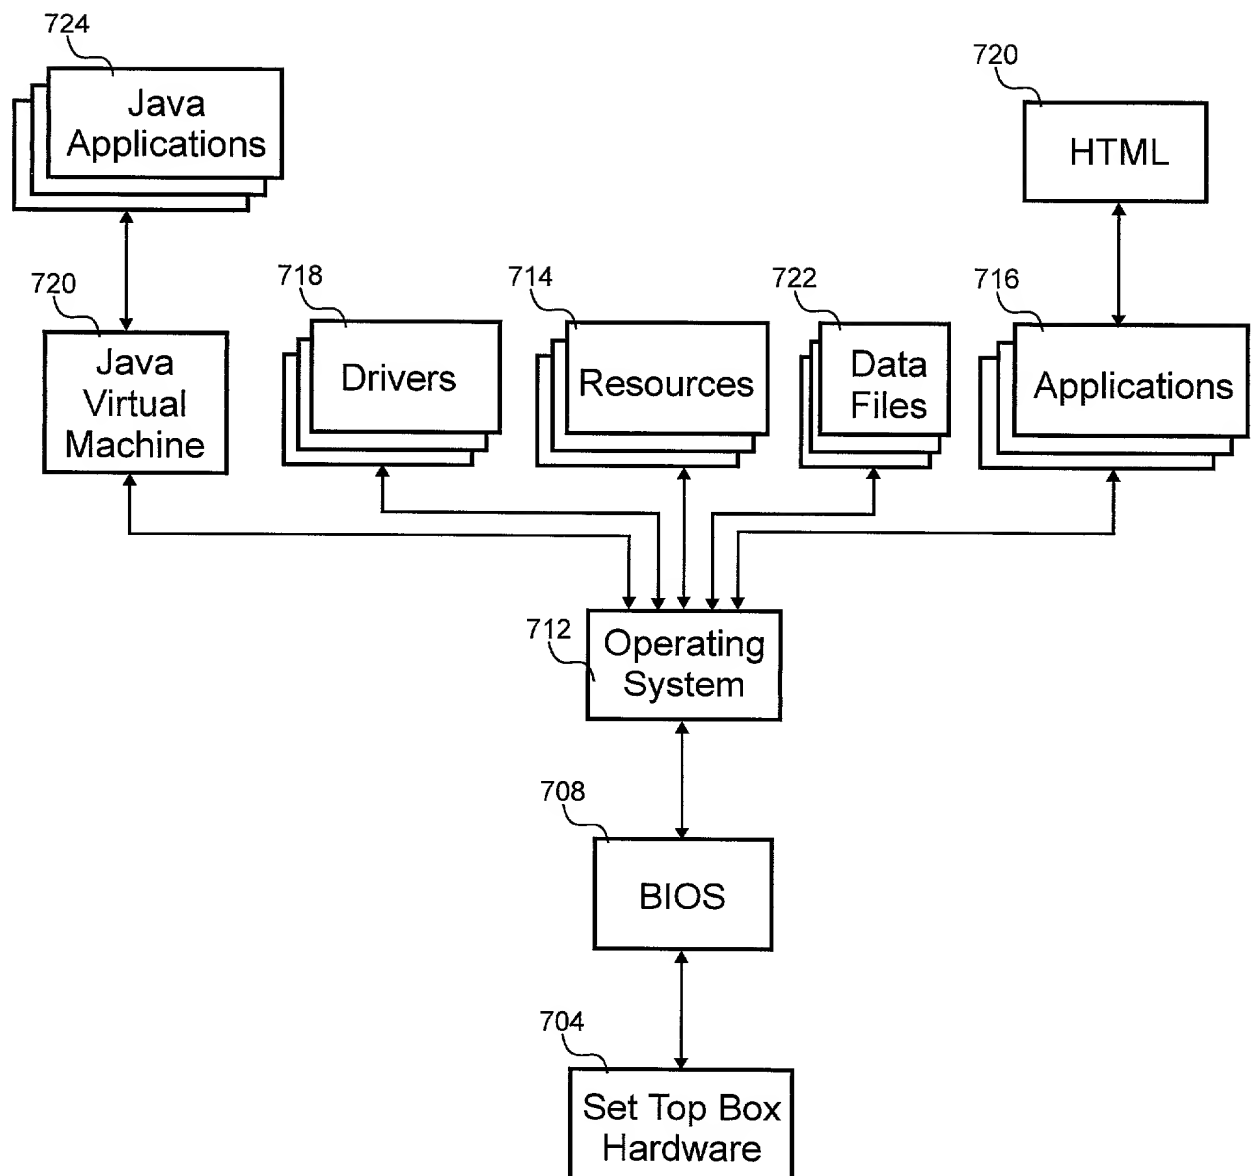 724
Java
Applications
720
HTML
720
Java
Virtual
Machine
718
Drivers
714
Resources
722
Data
Files
716
Applications
712
Operating
System
708
BIOS
704
Set Top Box
Hardware